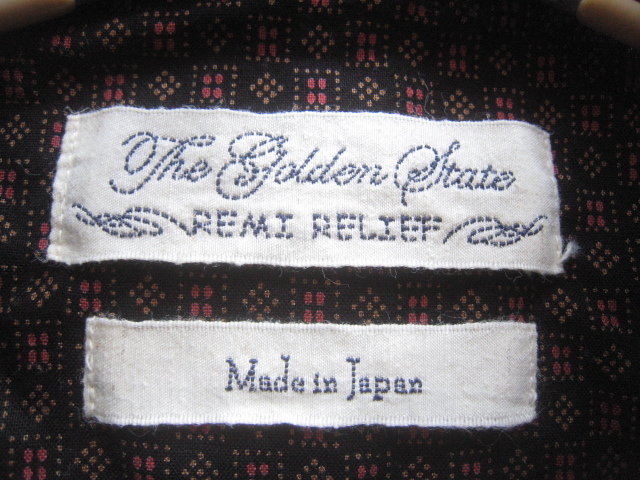 The Golden State
REMI RELIEF
Made in Japan